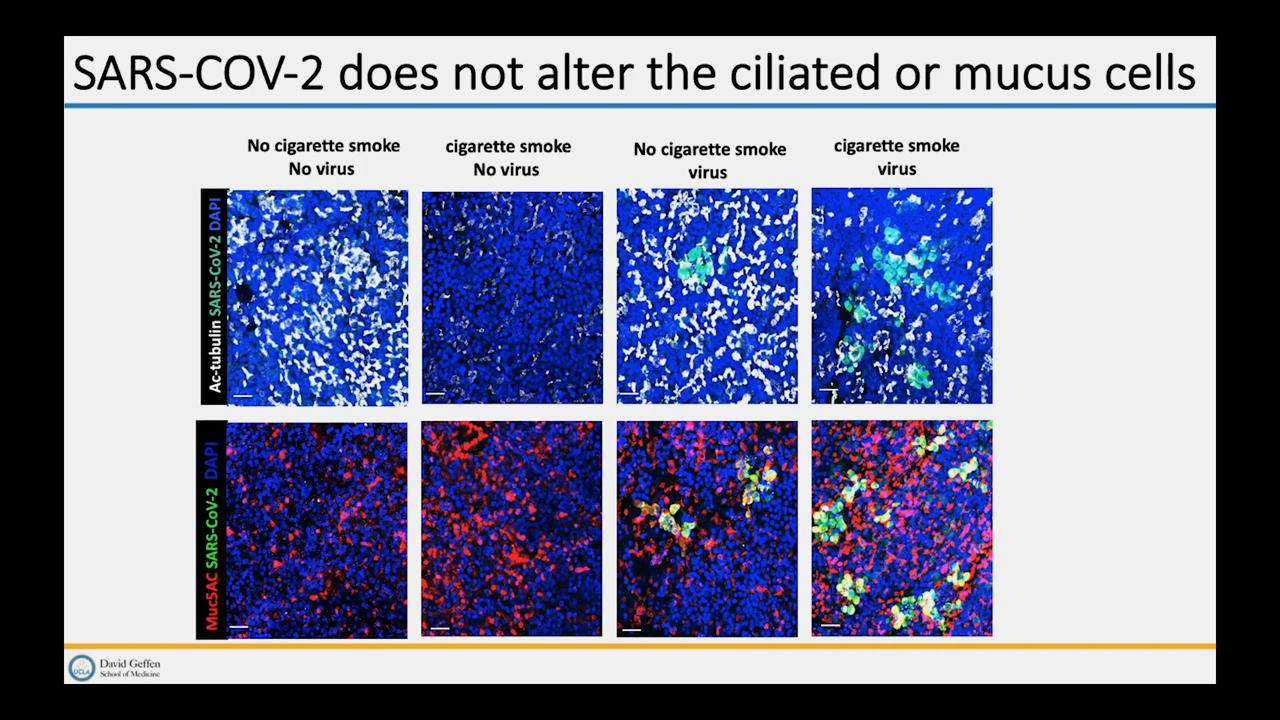 SARS-COV-2 does not alter the ciliated or mucus cells
No cigarette smoke
No virus
cigarette smoke
No virus
No cigarette smoke
virus
cigarette smoke
virus
Ac-tubulin SARS-CoV-2 DAPI
Muc5AC SARS-CoV-2 DAPI
UCLA
David Geffen
School of Medicine